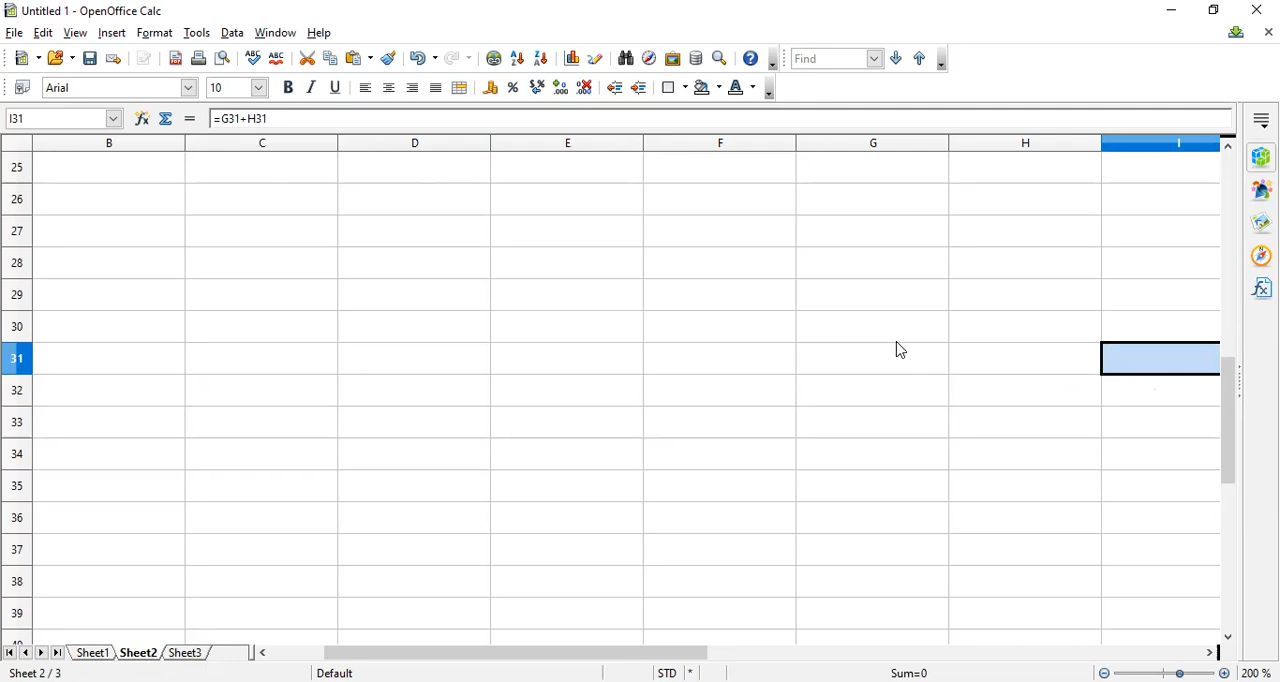 Untitled 1 - OpenOffice Calc
File Edit View Insert Format Tools Data Window Help
Find
Arial 10
I31 =G31+H31
B C D E F G H I
25
26
27
28
29
30
31
32
33
34
35
36
37
38
39
Sheet1 Sheet2 Sheet3
Sheet 2 / 3 Default STD * Sum=0 200 %